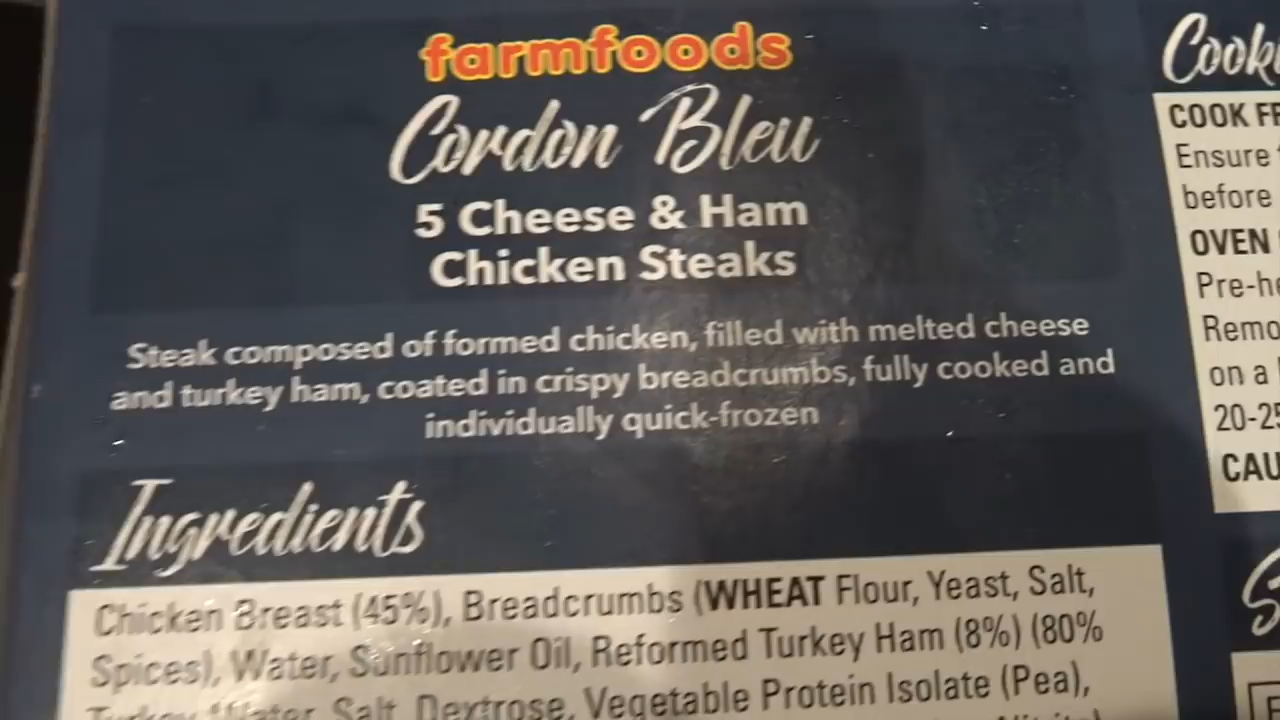 farmfoods
Cordon Bleu
5 Cheese & Ham
Chicken Steaks
Steak composed of formed chicken, filled with melted cheese
and turkey ham, coated in crispy breadcrumbs, fully cooked and
individually quick-frozen
Ingredients
Chicken Breast (45%), Breadcrumbs (WHEAT Flour, Yeast, Salt,
Spices), Water, Sunflower Oil, Reformed Turkey Ham (8%) (80%
Turkey, Water, Salt, Dextrose, Vegetable Protein Isolate (Pea),
COOK
Ensure
before
OVEN
Pre-he
Remo
on a
20-25
CAU